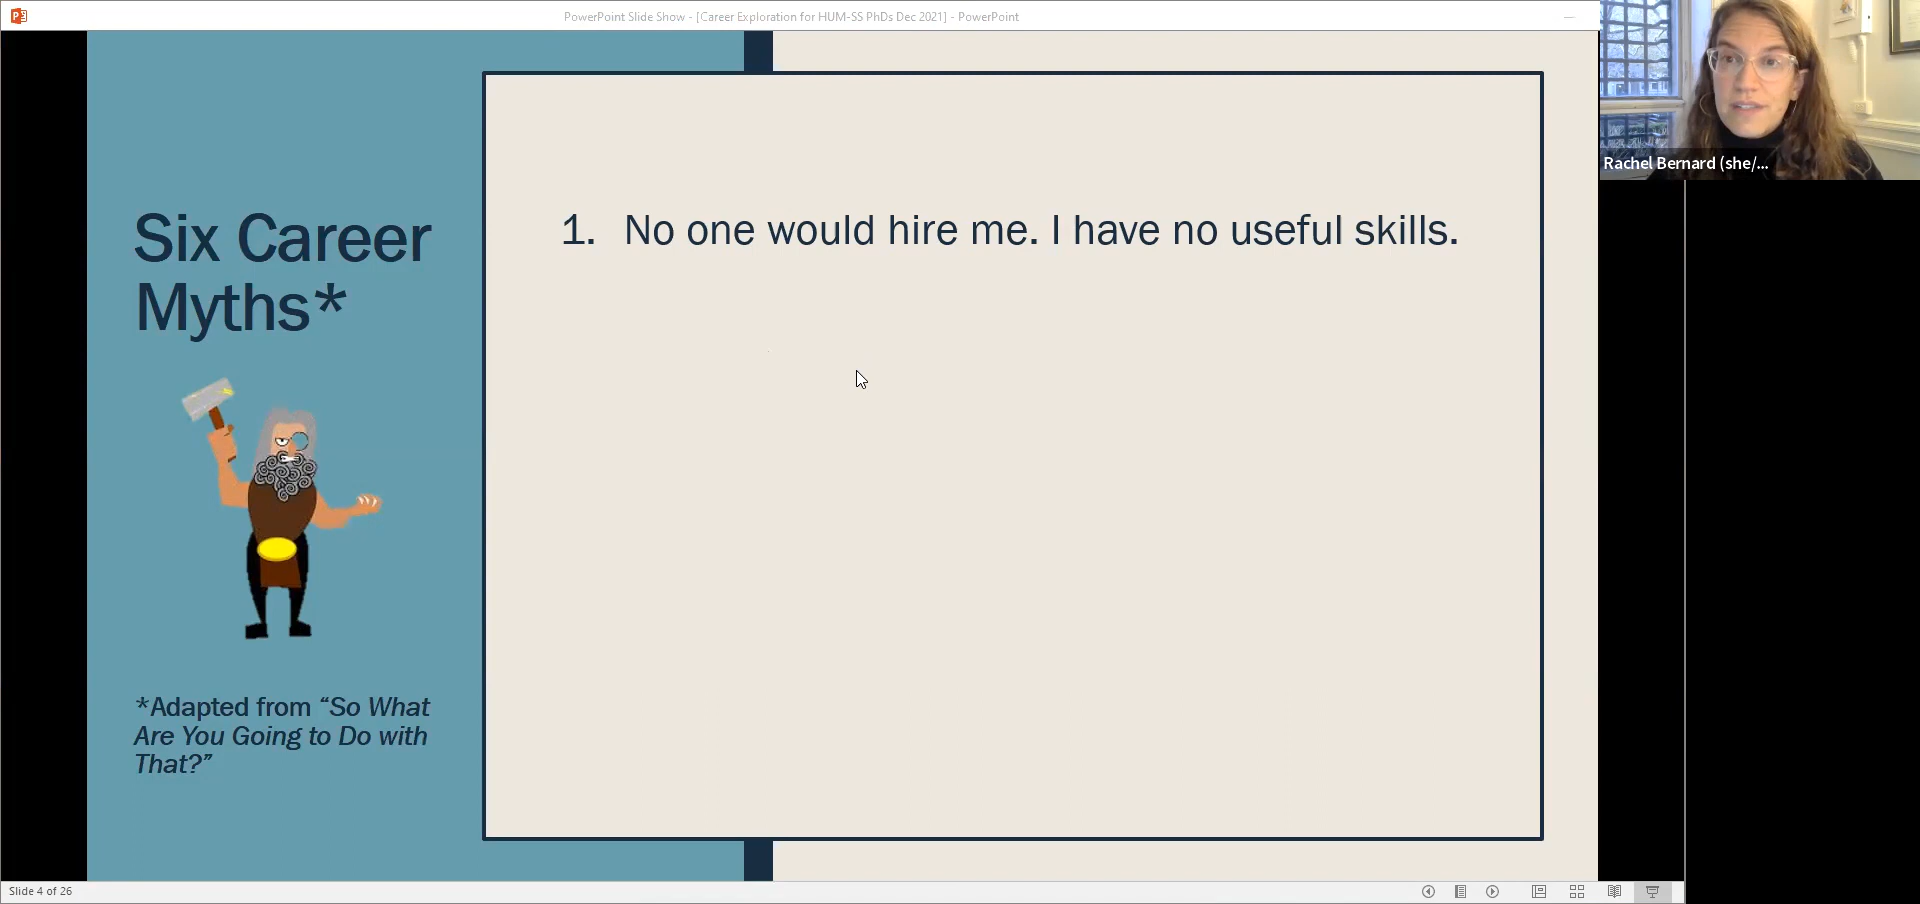 PowerPoint Slide Show - [Career Exploration for HUM-SS PhDs Dec 2021] - PowerPoint
Rachel Bernard (she/...
Six Career
Myths*
1. No one would hire me. I have no useful skills.
*Adapted from “So What
Are You Going to Do with
That?”
Slide 4 of 26